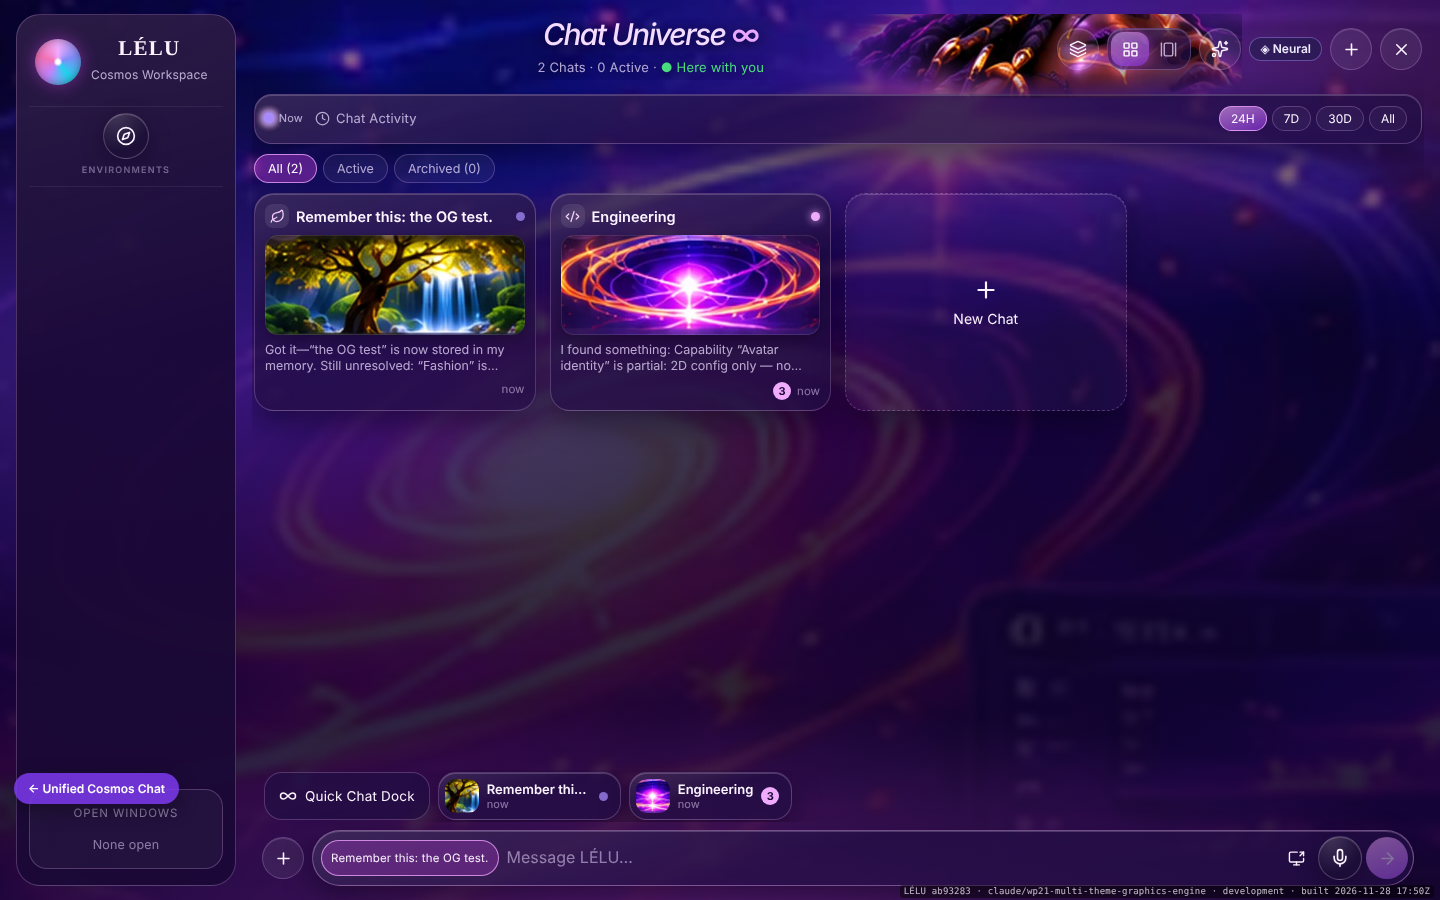 LÉLU
Cosmos Workspace
ENVIRONMENTS
← Unified Cosmos Chat
OPEN WINDOWS
None open
Chat Universe ∞
2 Chats · 0 Active · ● Here with you
◈ Neural
Now
Chat Activity
24H
7D
30D
All
All (2)
Active
Archived (0)
Remember this: the OG test.
Got it—“the OG test” is now stored in my
memory. Still unresolved: “Fashion” is...
now
Engineering
I found something: Capability “Avatar
identity” is partial: 2D config only — no...
3 now
New Chat
Quick Chat Dock
Remember thi...
now
Engineering
now
3
Remember this: the OG test.
Message LÉLU...
LÉLU ab93283 · claude/wp21-multi-theme-graphics-engine · development · built 2026-11-28 17:50Z